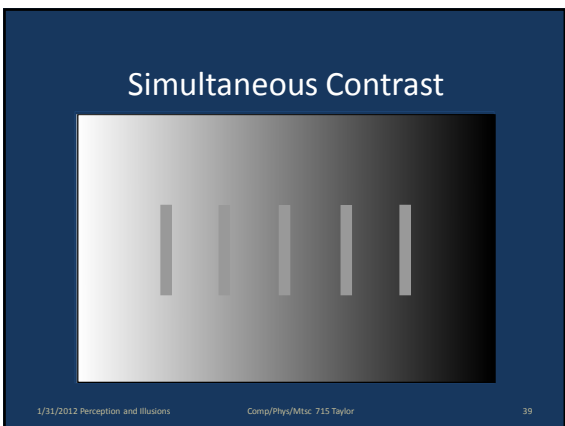 Simultaneous Contrast
1/31/2012 Perception and Illusions Comp/Phys/Mtsc 715 Taylor 39